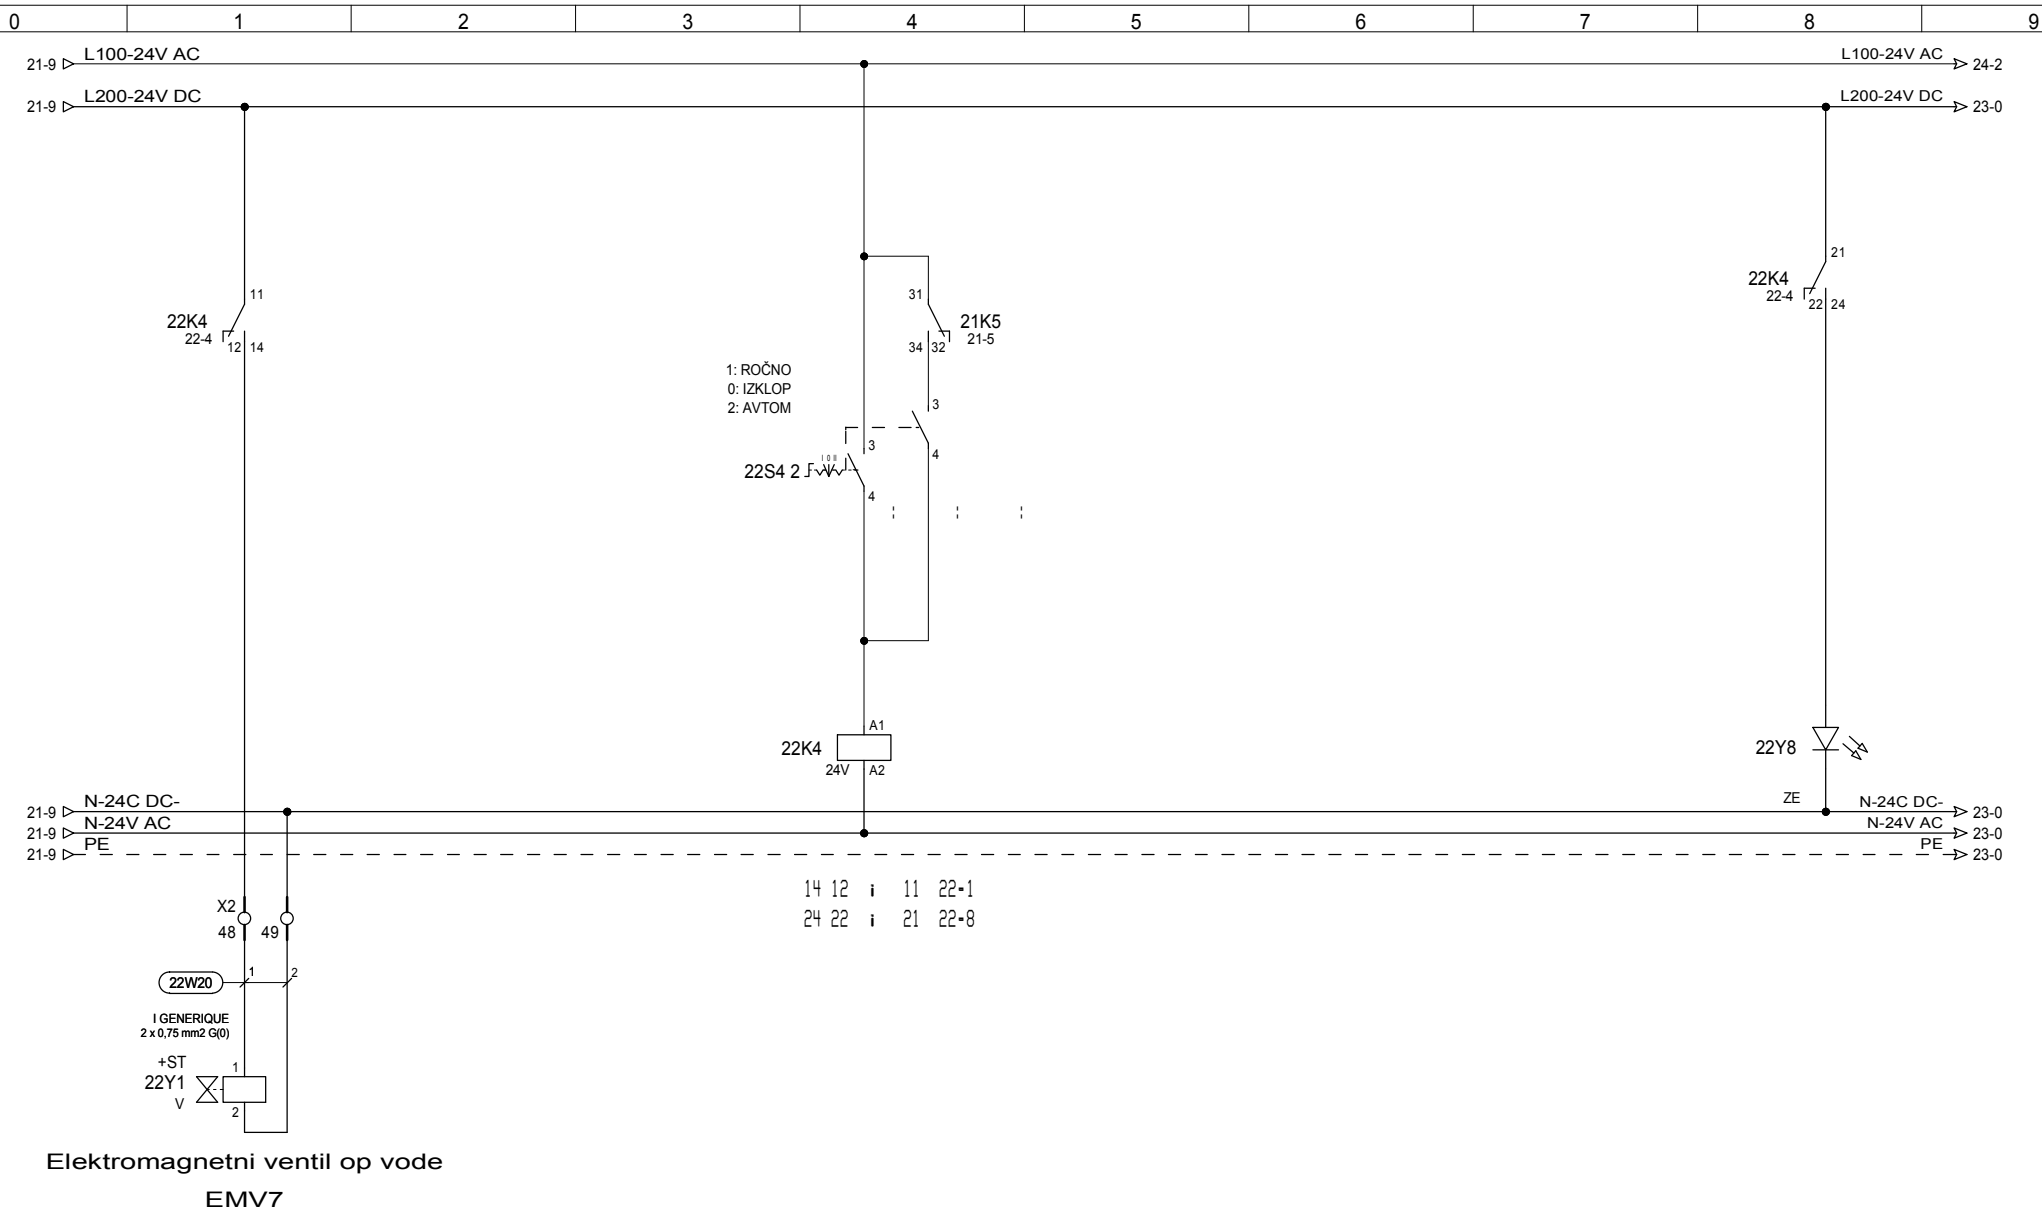 0 1 2 3 4 5 6 7 8 9
21-9 L100-24V AC L100-24V AC 24-2
21-9 L200-24V DC L200-24V DC 23-0
11
22K4
22-4
12 14
31
21K5
21-5
34 32
1: ROČNO
0: IZKLOP
2: AVTOM
3
4
22S4 2
I 0 II
3
4
21
22K4
22-4
22 24
A1
22K4
24V A2
22Y8
ZE
21-9 N-24C DC- N-24C DC- 23-0
21-9 N-24V AC N-24V AC 23-0
21-9 PE PE 23-0
14 12 i 11 22-1
24 22 i 21 22-8
X2
48 49
1 2
22W20
I GENERIQUE
2 x 0,75 mm2 G(0)
+ST
22Y1
V
1
2
Elektromagnetni ventil op vode
EMV7